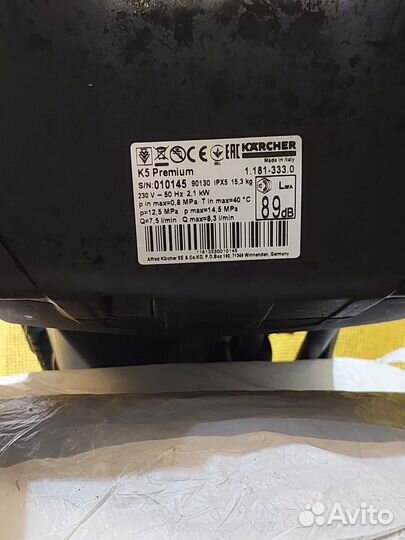 KÄRCHER
Made in Italy
K5 Premium 1.181-333.0
S/N:010145 90130 IPX5 15,3 kg
230 V ~ 50 Hz 2,1 kW
p in max=0,8 MPa T in max=40 °C
p=12,5 MPa p max=14,5 MPa
Q=7,5 l/min Q max=8,3 l/min
LWA
89dB
11813330010145
Alfred Kärcher SE & Co.KG, P.O.Box 160, 71349 Winnenden, Germany
Avito